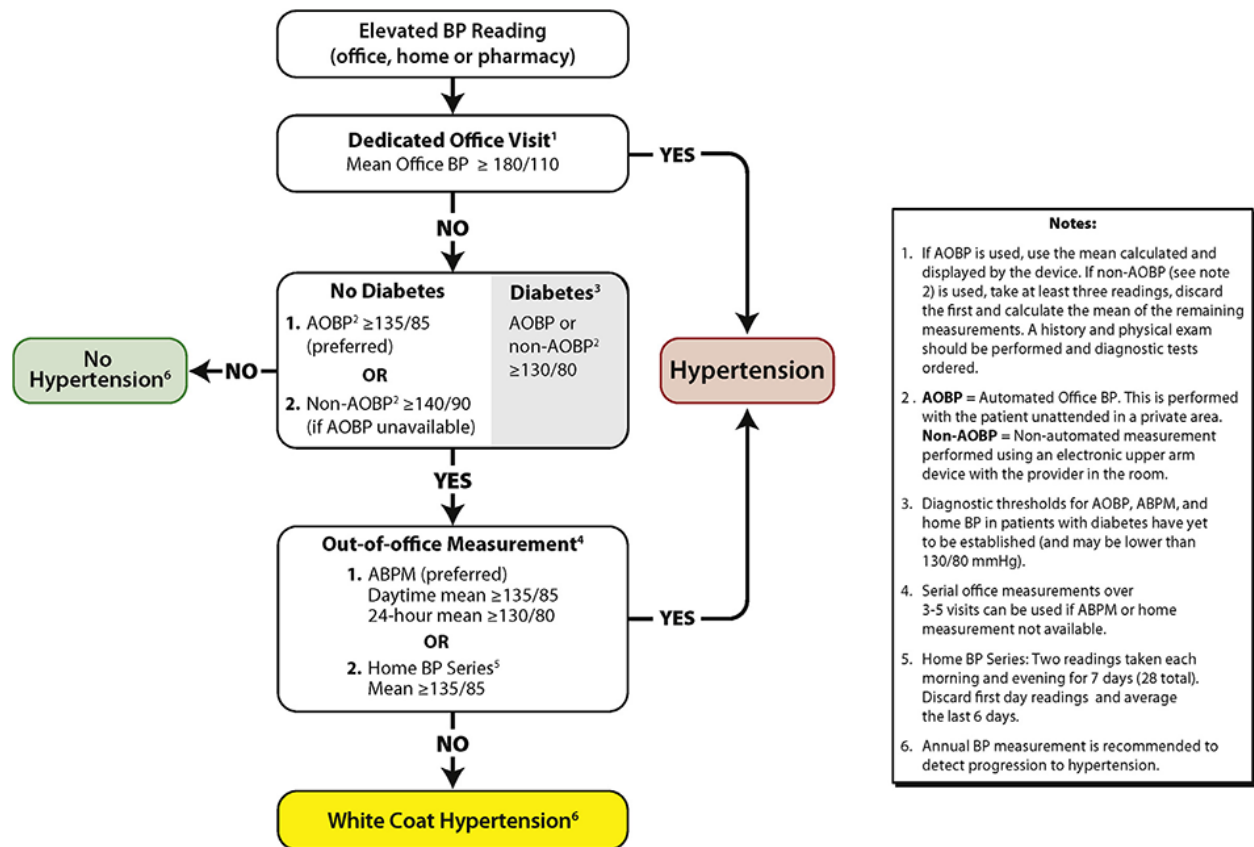 Elevated BP Reading
(office, home or pharmacy)
Dedicated Office Visit¹
Mean Office BP ≥ 180/110
YES
NO
No Diabetes
1. AOBP² ≥135/85
(preferred)
OR
2. Non-AOBP² ≥140/90
(if AOBP unavailable)
Diabetes³
AOBP or
non-AOBP²
≥130/80
NO
No
Hypertension⁶
Hypertension
YES
Out-of-office Measurement⁴
1. ABPM (preferred)
Daytime mean ≥135/85
24-hour mean ≥130/80
OR
2. Home BP Series⁵
Mean ≥135/85
YES
NO
White Coat Hypertension⁶
Notes:
1. If AOBP is used, use the mean calculated and
displayed by the device. If non-AOBP (see note
2) is used, take at least three readings, discard
the first and calculate the mean of the remaining
measurements. A history and physical exam
should be performed and diagnostic tests
ordered.
2. AOBP = Automated Office BP. This is performed
with the patient unattended in a private area.
Non-AOBP = Non-automated measurement
performed using an electronic upper arm
device with the provider in the room.
3. Diagnostic thresholds for AOBP, ABPM, and
home BP in patients with diabetes have yet
to be established (and may be lower than
130/80 mmHg).
4. Serial office measurements over
3-5 visits can be used if ABPM or home
measurement not available.
5. Home BP Series: Two readings taken each
morning and evening for 7 days (28 total).
Discard first day readings and average
the last 6 days.
6. Annual BP measurement is recommended to
detect progression to hypertension.